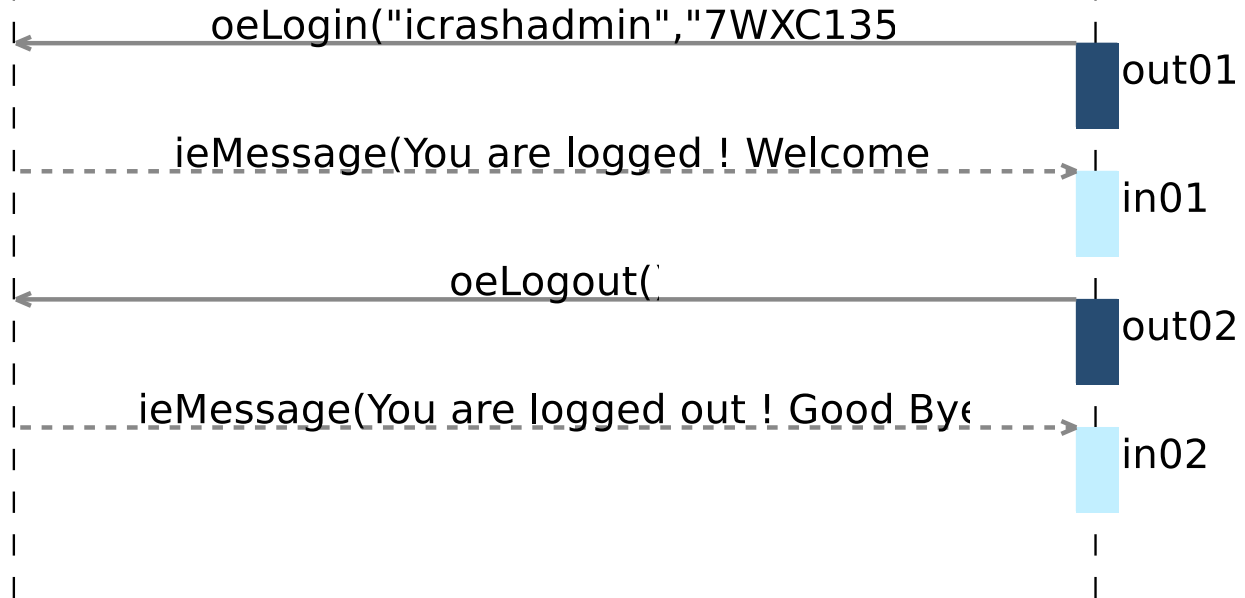 oeLogin("icrashadmin","7WXC135
out01
ieMessage(You are logged ! Welcome
in01
oeLogout()
out02
ieMessage(You are logged out ! Good Bye
in02